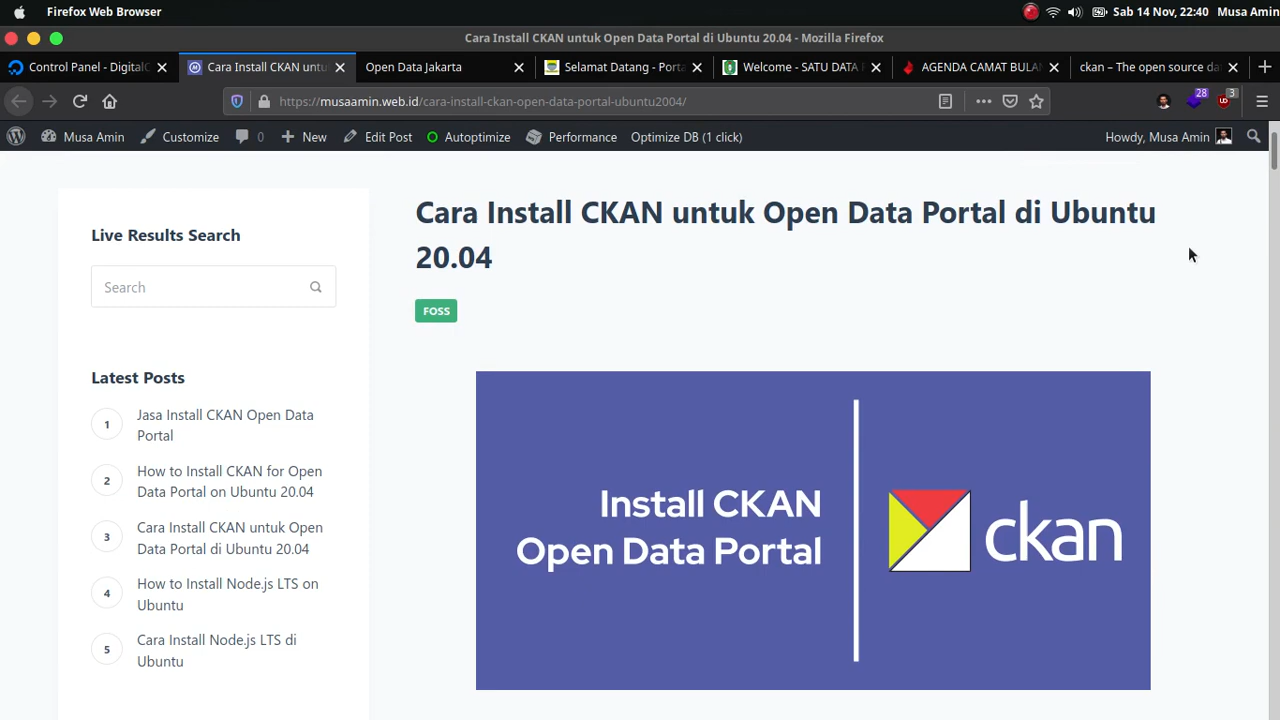 Firefox Web Browser
Sab 14 Nov, 22:40 Musa Amin
Cara Install CKAN untuk Open Data Portal di Ubuntu 20.04 - Mozilla Firefox
Control Panel - DigitalC
Cara Install CKAN untu
Open Data Jakarta
Selamat Datang - Porta
Welcome - SATU DATA P
AGENDA CAMAT BULAN
ckan – The open source da
https://musaamin.web.id/cara-install-ckan-open-data-portal-ubuntu2004/
28
3
Musa Amin
Customize
0
New
Edit Post
Autoptimize
Performance
Optimize DB (1 click)
Howdy, Musa Amin
Live Results Search
Search
Latest Posts
1
Jasa Install CKAN Open Data
Portal
2
How to Install CKAN for Open
Data Portal on Ubuntu 20.04
3
Cara Install CKAN untuk Open
Data Portal di Ubuntu 20.04
4
How to Install Node.js LTS on
Ubuntu
5
Cara Install Node.js LTS di
Ubuntu
Cara Install CKAN untuk Open Data Portal di Ubuntu
20.04
FOSS
Install CKAN
Open Data Portal
ckan